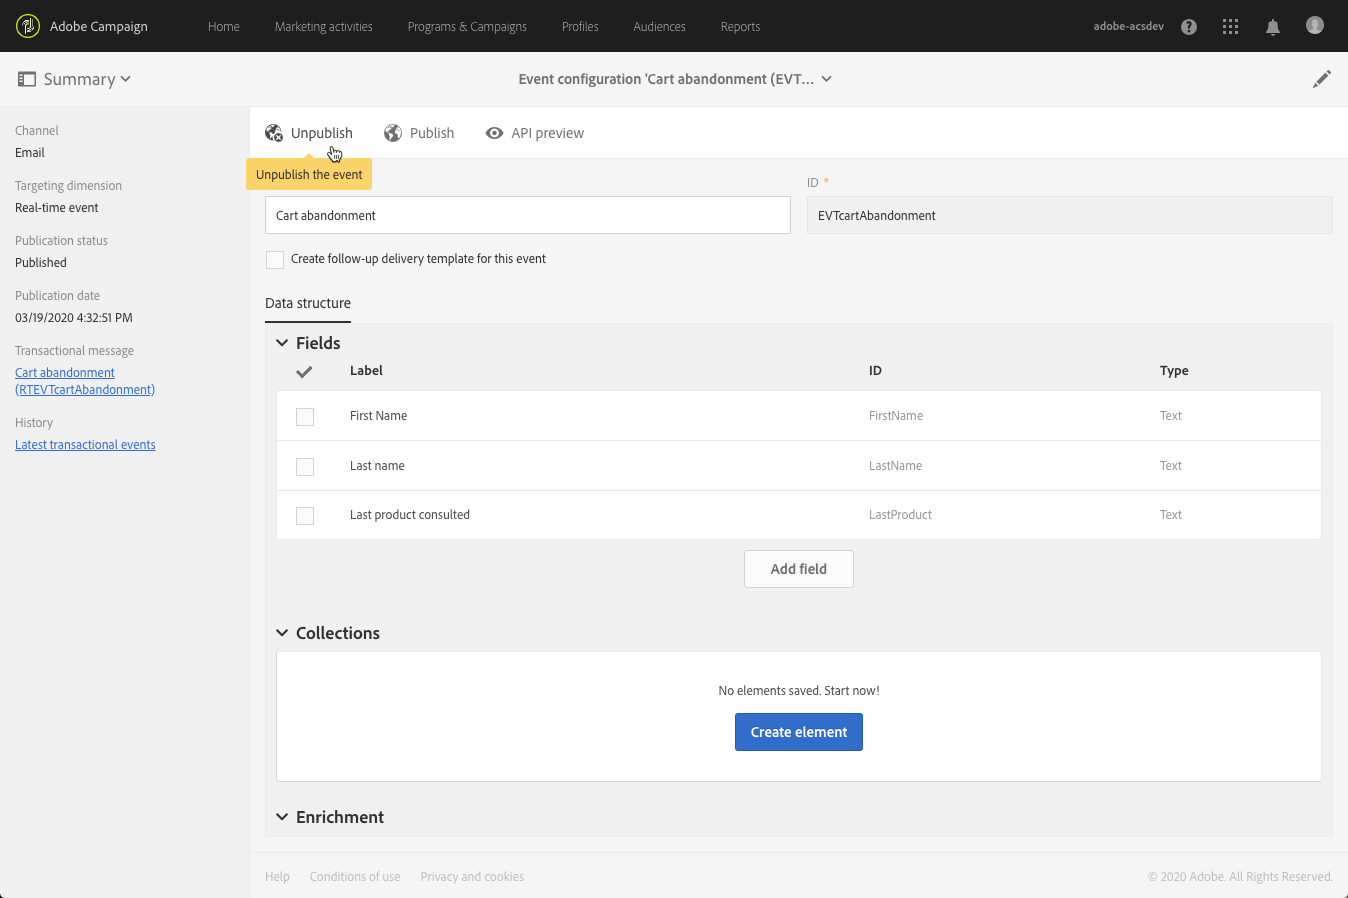 Adobe Campaign Home Marketing activities Programs & Campaigns Profiles Audiences Reports adobe-acsdev ?
Summary Event configuration 'Cart abandonment (EVT...
Channel
Email
Targeting dimension
Real-time event
Publication status
Published
Publication date
03/19/2020 4:32:51 PM
Transactional message
Cart abandonment
(RTEVTcartAbandonment)
History
Latest transactional events
Unpublish Publish API preview
Unpublish the event
ID *
Cart abandonment EVTcartAbandonment
Create follow-up delivery template for this event
Data structure
Fields
Label ID Type
First Name FirstName Text
Last name LastName Text
Last product consulted LastProduct Text
Add field
Collections
No elements saved. Start now!
Create element
Enrichment
Help Conditions of use Privacy and cookies © 2020 Adobe. All Rights Reserved.